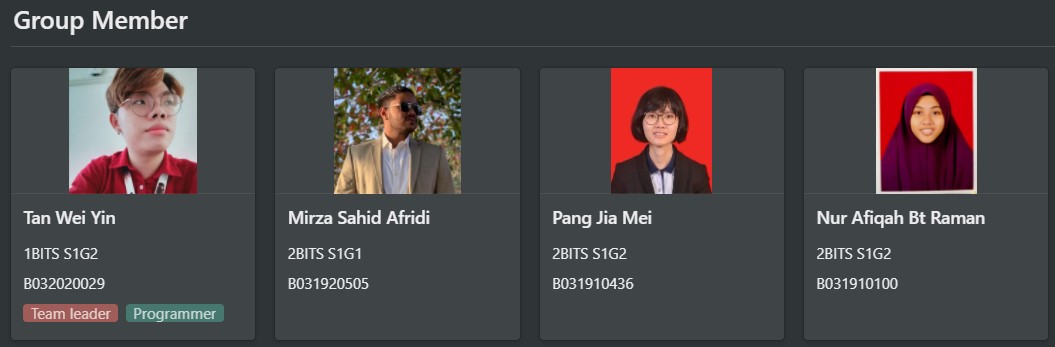 Group Member
Tan Wei Yin
1BITS S1G2
B032020029
Team leader Programmer
Mirza Sahid Afridi
2BITS S1G1
B031920505
Pang Jia Mei
2BITS S1G2
B031910436
Nur Afiqah Bt Raman
2BITS S1G2
B031910100